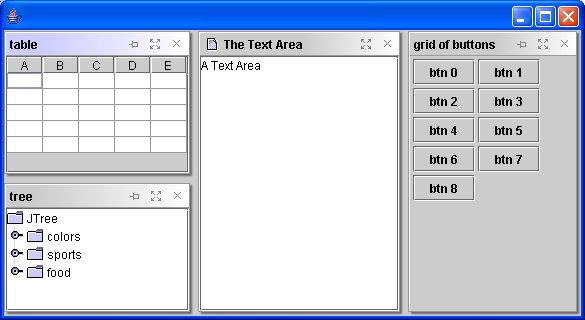 table
A B C D E
tree
JTree
colors
sports
food
The Text Area
A Text Area
grid of buttons
btn 0 btn 1
btn 2 btn 3
btn 4 btn 5
btn 6 btn 7
btn 8